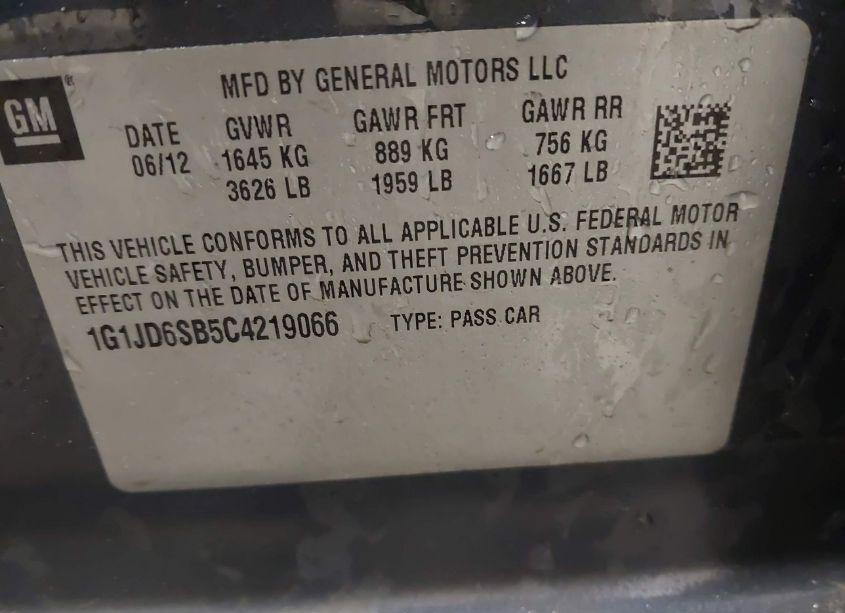 GM®
MFD BY GENERAL MOTORS LLC
DATE GVWR GAWR FRT GAWR RR
06/12 1645 KG 889 KG 756 KG
3626 LB 1959 LB 1667 LB
THIS VEHICLE CONFORMS TO ALL APPLICABLE U.S. FEDERAL MOTOR
VEHICLE SAFETY, BUMPER, AND THEFT PREVENTION STANDARDS IN
EFFECT ON THE DATE OF MANUFACTURE SHOWN ABOVE.
1G1JD6SB5C4219066 TYPE: PASS CAR